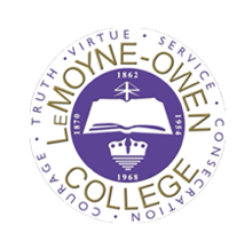 COURAGE • TRUTH • VIRTUE • SERVICE • CONSECRATION •
LEMOYNE-OWEN
COLLEGE
1862
1870
1954
1968